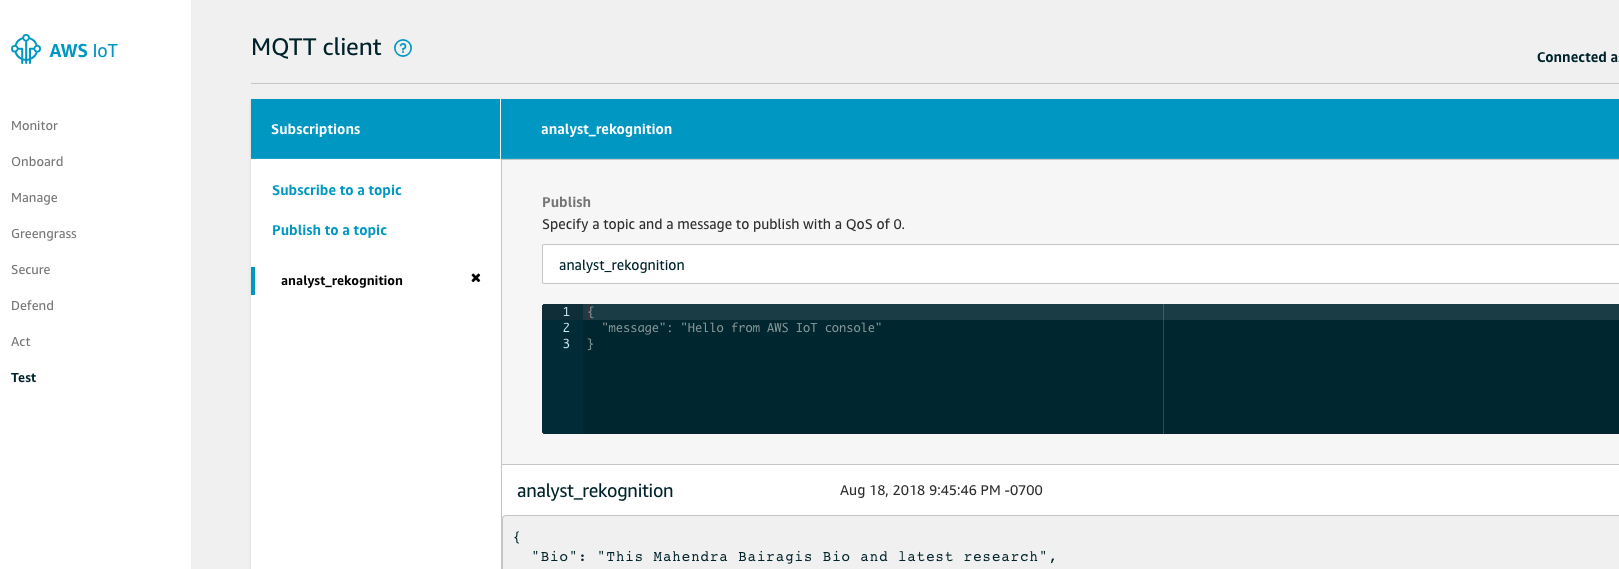 AWS IoT
Monitor
Onboard
Manage
Greengrass
Secure
Defend
Act
Test
MQTT client ?
Connected a
Subscriptions
Subscribe to a topic
Publish to a topic
analyst_rekognition ×
analyst_rekognition
Publish
Specify a topic and a message to publish with a QoS of 0.
analyst_rekognition
1 {
2 "message": "Hello from AWS IoT console"
3 }
analyst_rekognition Aug 18, 2018 9:45:46 PM -0700
{
"Bio": "This Mahendra Bairagis Bio and latest research",